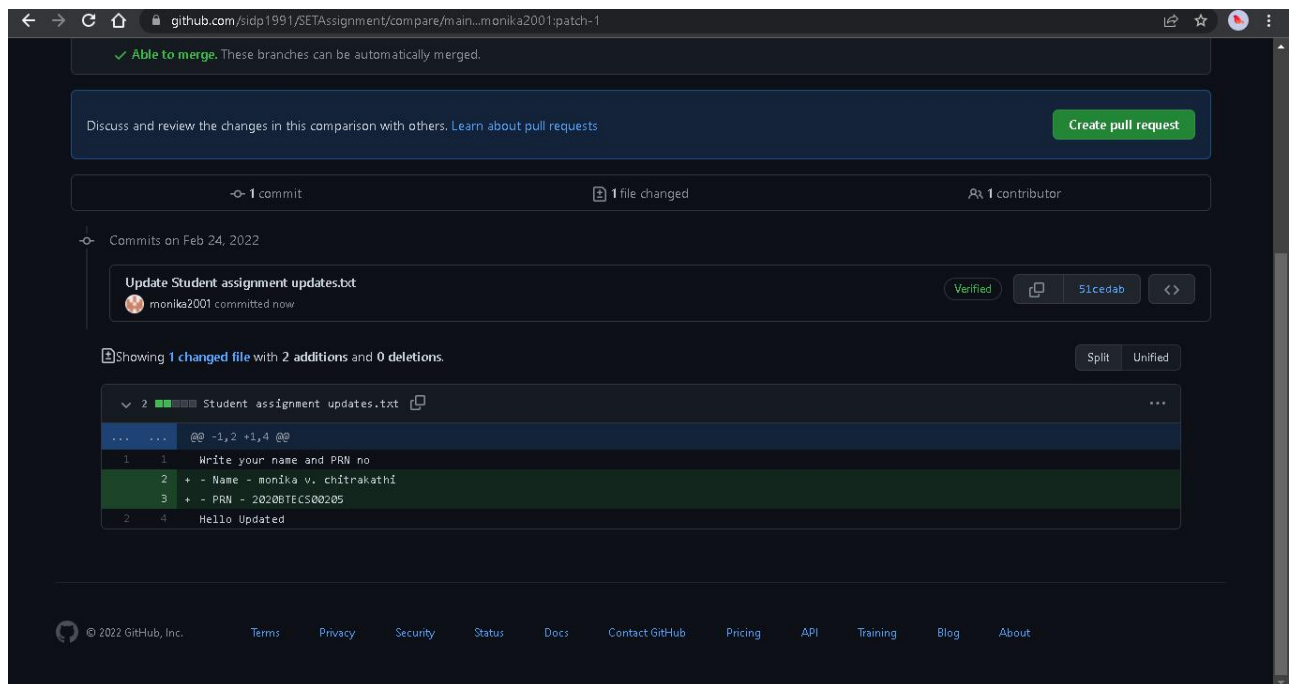 github.com/sidp1991/SETAssignment/compare/main...monika2001:patch-1
Able to merge. These branches can be automatically merged.
Discuss and review the changes in this comparison with others. Learn about pull requests
Create pull request
1 commit
1 file changed
1 contributor
Commits on Feb 24, 2022
Update Student assignment updates.txt
monika2001 committed now
Verified
51cedab
Showing 1 changed file with 2 additions and 0 deletions.
Split Unified
2 Student assignment updates.txt
... ... @@ -1,2 +1,4 @@
1 1 Write your name and PRN no
2 + - Name - monika v. chitrakathi
3 + - PRN - 2020BTECS00205
2 4 Hello Updated
© 2022 GitHub, Inc. Terms Privacy Security Status Docs Contact GitHub Pricing API Training Blog About